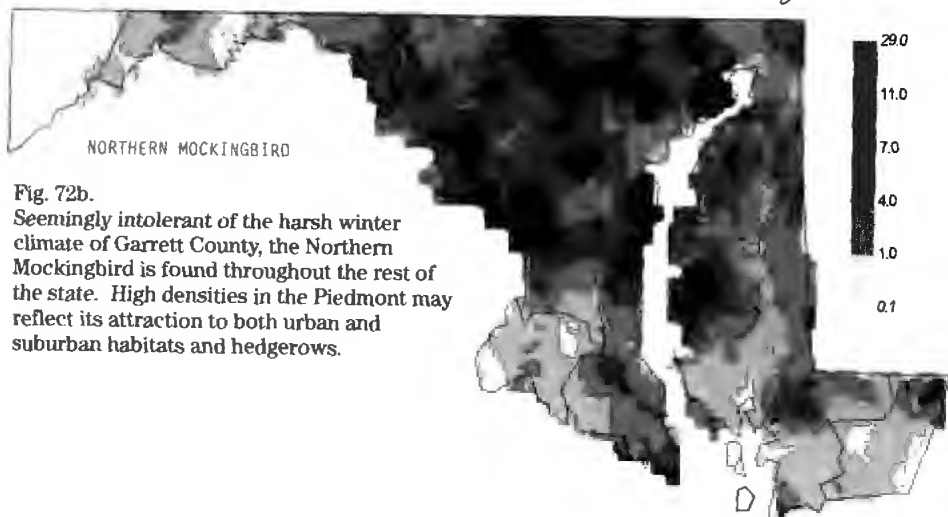 NORTHERN MOCKINGBIRD
Fig. 72b.
Seemingly intolerant of the harsh winter
climate of Garrett County, the Northern
Mockingbird is found throughout the rest of
the state. High densities in the Piedmont may
reflect its attraction to both urban and
suburban habitats and hedgerows.
29.0
11.0
7.0
4.0
1.0
0.1